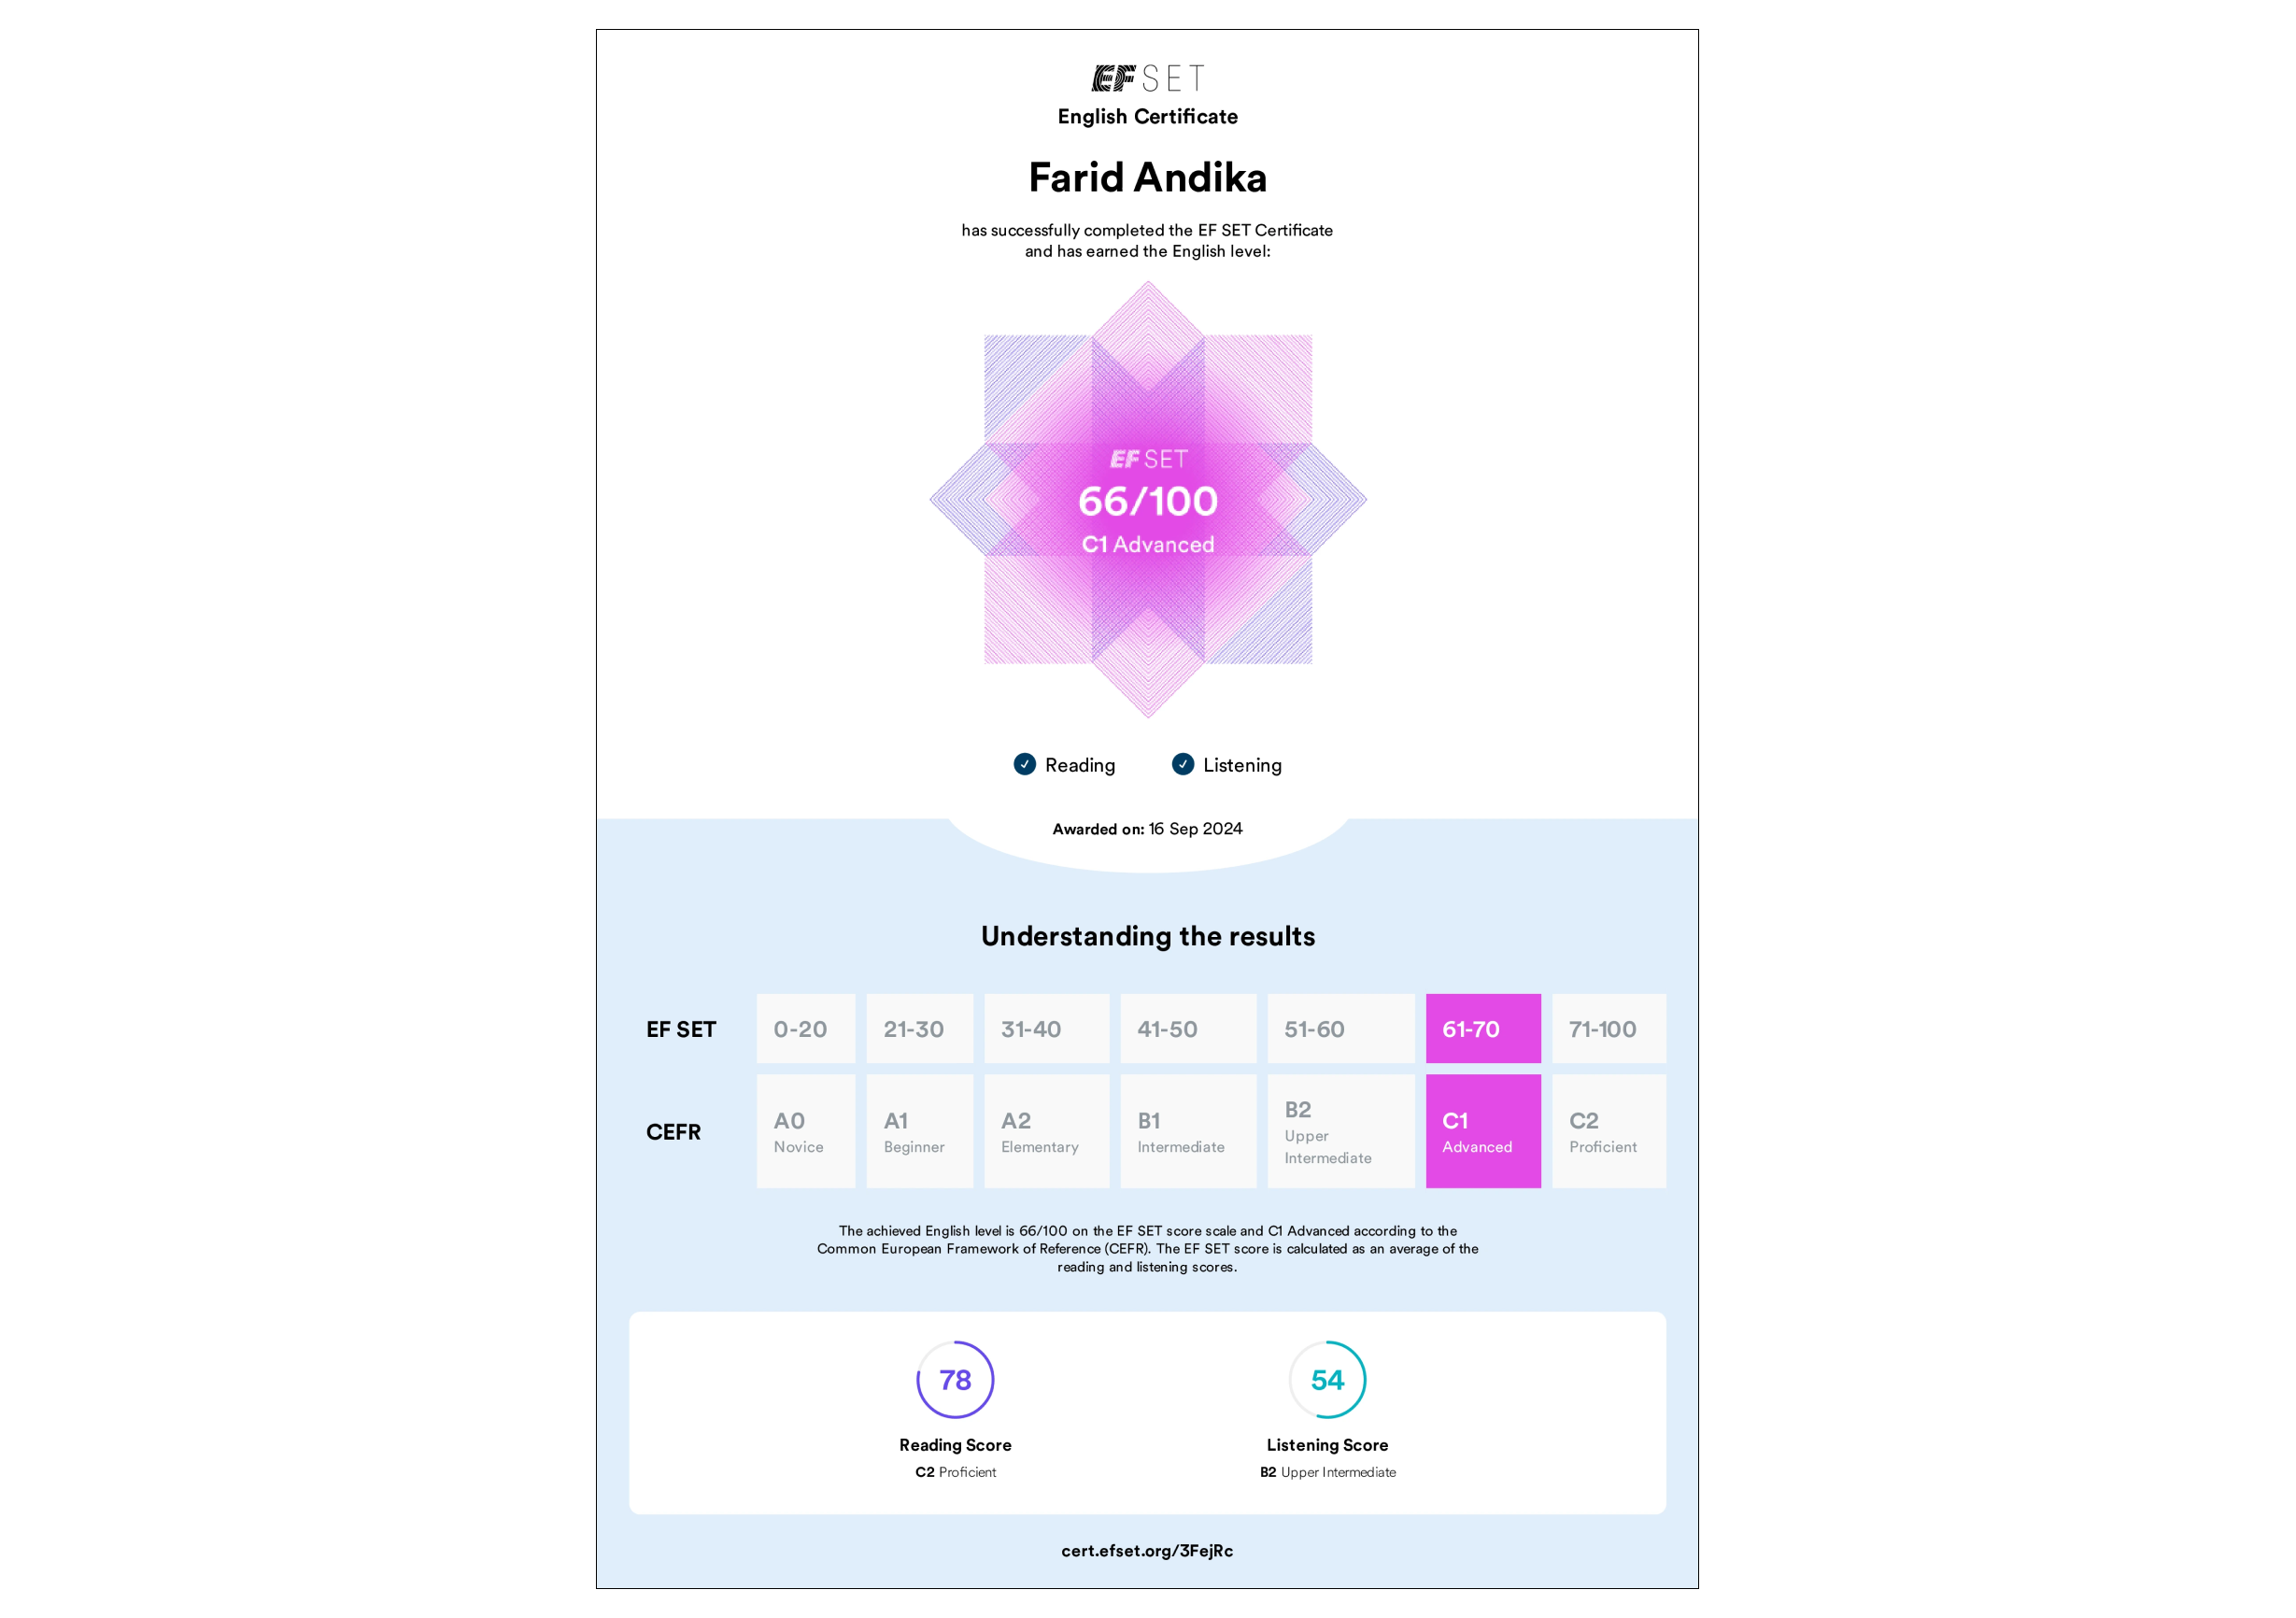 EF SET
English Certificate
Farid Andika
has successfully completed the EF SET Certificate
and has earned the English level:
EF SET
66/100
C1 Advanced
Reading Listening
Awarded on: 16 Sep 2024
Understanding the results
EF SET 0-20 21-30 31-40 41-50 51-60 61-70 71-100
CEFR
A0 Novice
A1 Beginner
A2 Elementary
B1 Intermediate
B2 Upper Intermediate
C1 Advanced
C2 Proficient
The achieved English level is 66/100 on the EF SET score scale and C1 Advanced according to the
Common European Framework of Reference (CEFR). The EF SET score is calculated as an average of the
reading and listening scores.
78
Reading Score
C2 Proficient
54
Listening Score
B2 Upper Intermediate
cert.efset.org/3FejRc